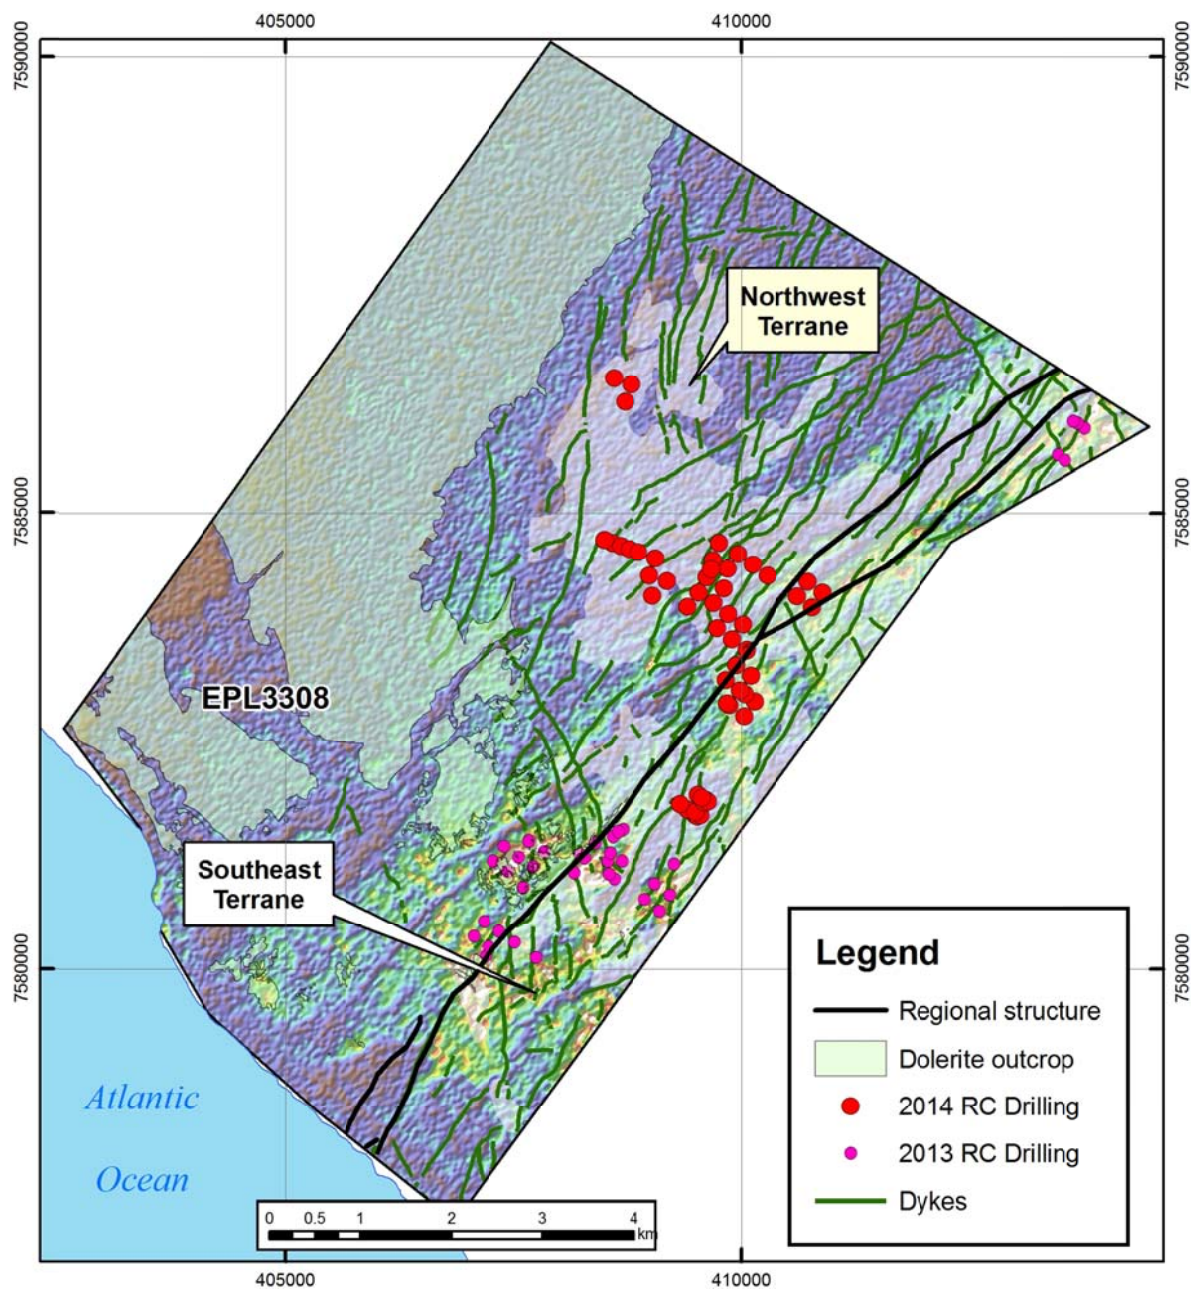 405000
410000
7590000
7590000
Northwest
Terrane
7585000
7585000
EPL3308
Southeast
Terrane
7580000
7580000
Legend
Regional structure
Dolerite outcrop
2014 RC Drilling
2013 RC Drilling
Dykes
Atlantic
Ocean
0 0.5 1 2 3 4
km
405000
410000